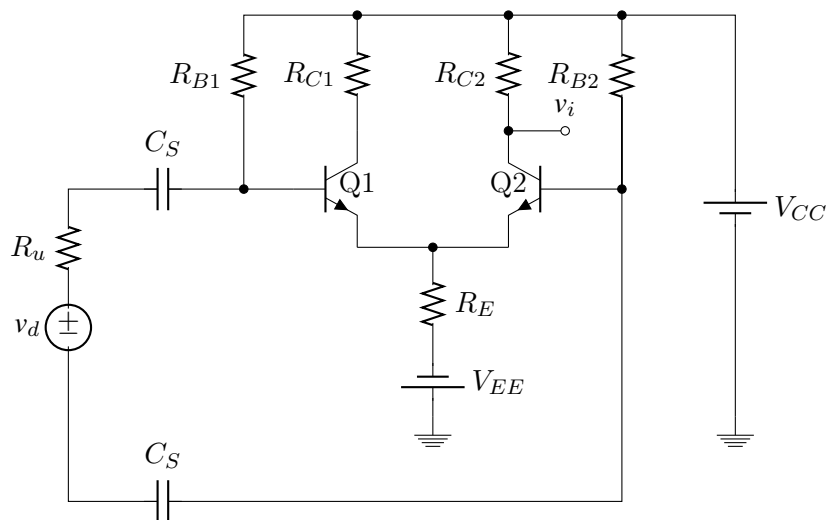 R_{B1}
R_{C1}
R_{C2}
R_{B2}
v_i
C_S
Q1
Q2
V_{CC}
R_u
R_E
v_d
±
V_{EE}
C_S